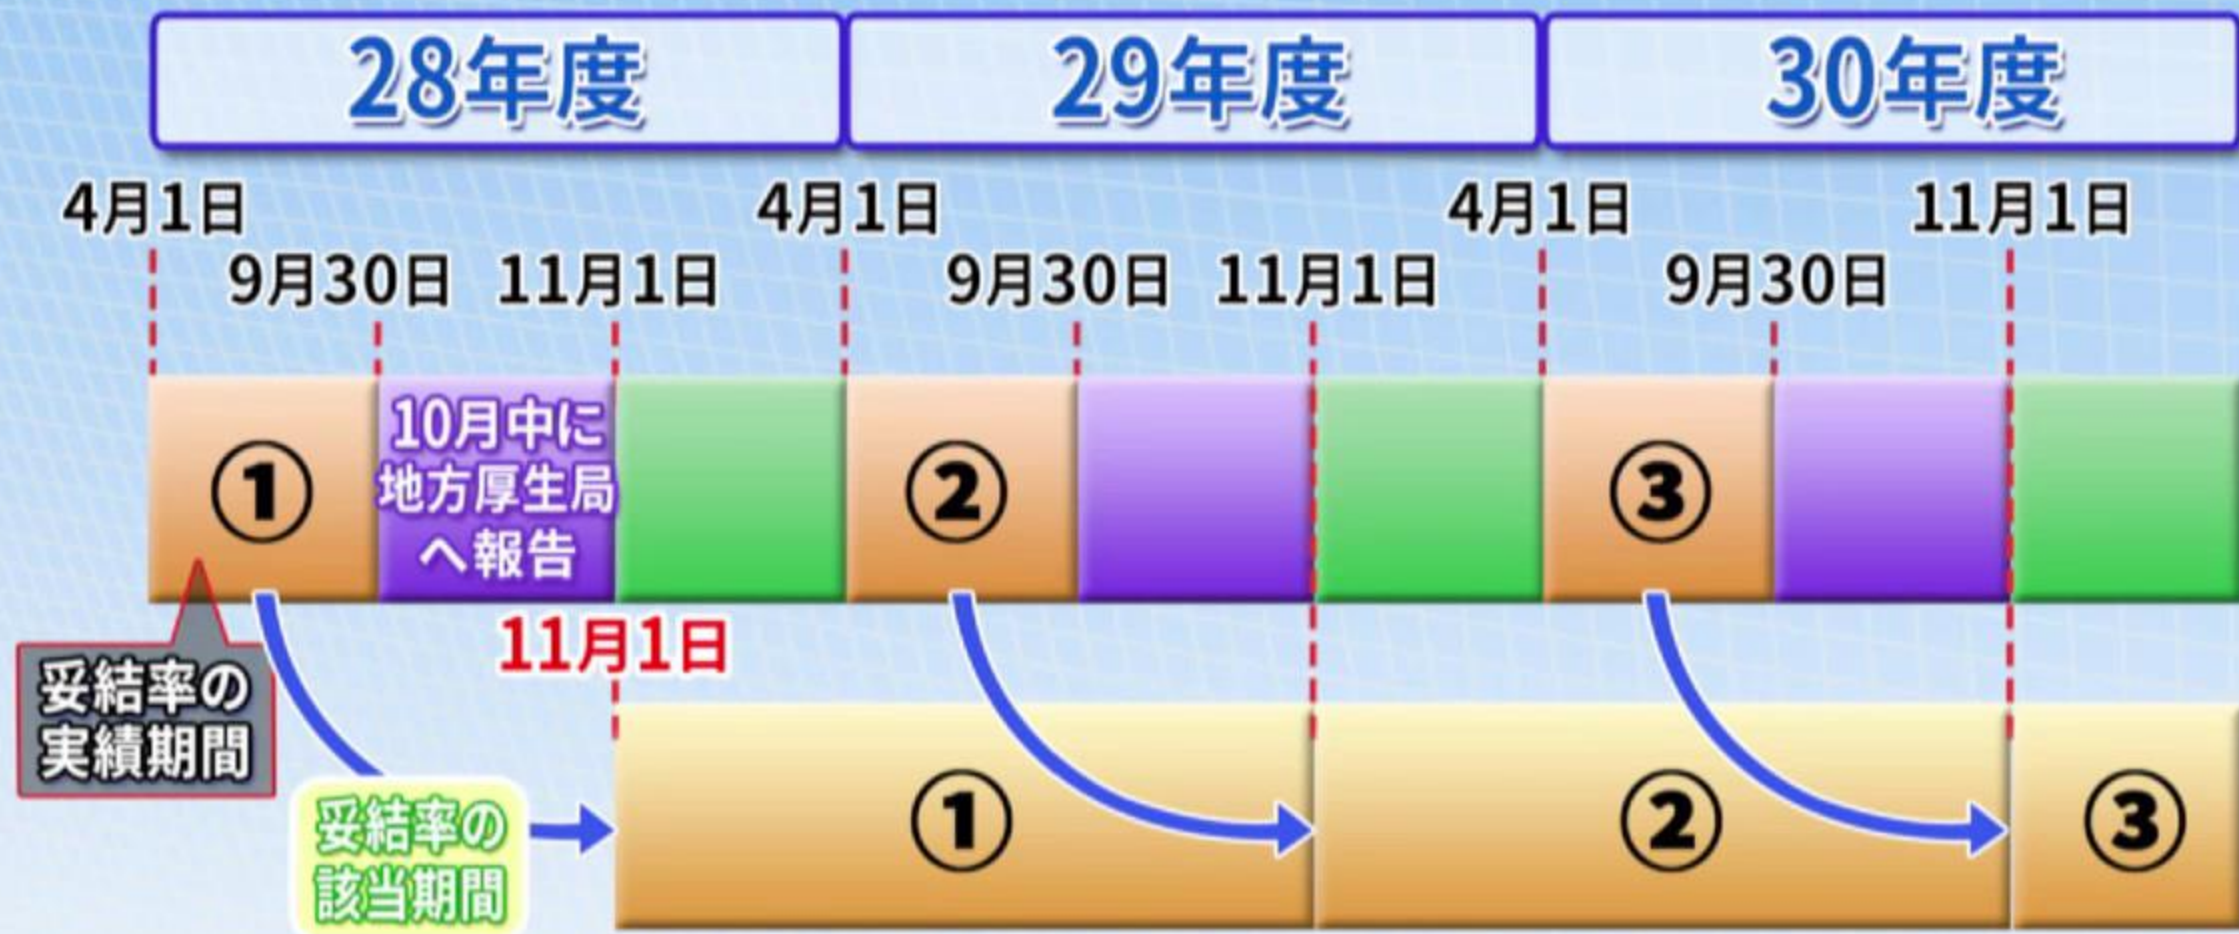 28年度
29年度
30年度
4月1日
4月1日
4月1日
11月1日
9月30日
11月1日
9月30日
11月1日
9月30日
①
10月中に
地方厚生局
へ報告
②
③
11月1日
妥結率の
実績期間
妥結率の
該当期間
①
②
③